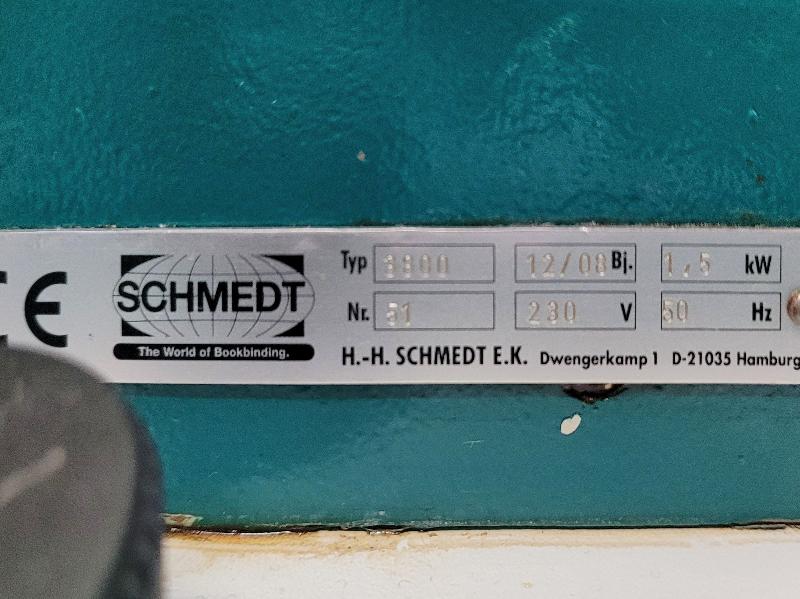 CE
SCHMEDT
The World of Bookbinding.
Typ 12/08 Bj. 1,5 kW
Nr. 51 230 V 50 Hz
H.-H. SCHMEDT E.K. Dwengerkamp 1 D-21035 Hamburg